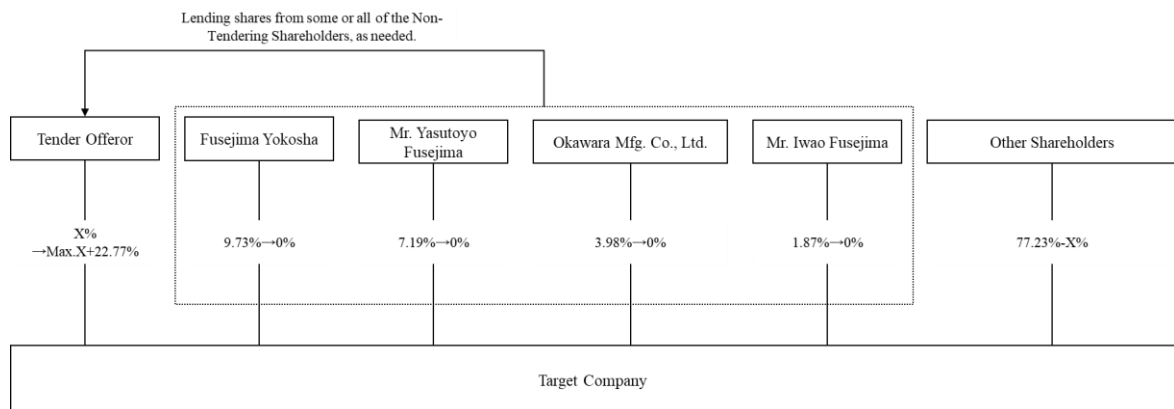 Lending shares from some or all of the Non-
Tendering Shareholders, as needed.
Tender Offeror
Fusejima Yokosha
Mr. Yasutoyo
Fusejima
Okawara Mfg. Co., Ltd.
Mr. Iwao Fusejima
Other Shareholders
X%
→Max.X+22.77%
9.73%→0%
7.19%→0%
3.98%→0%
1.87%→0%
77.23%-X%
Target Company